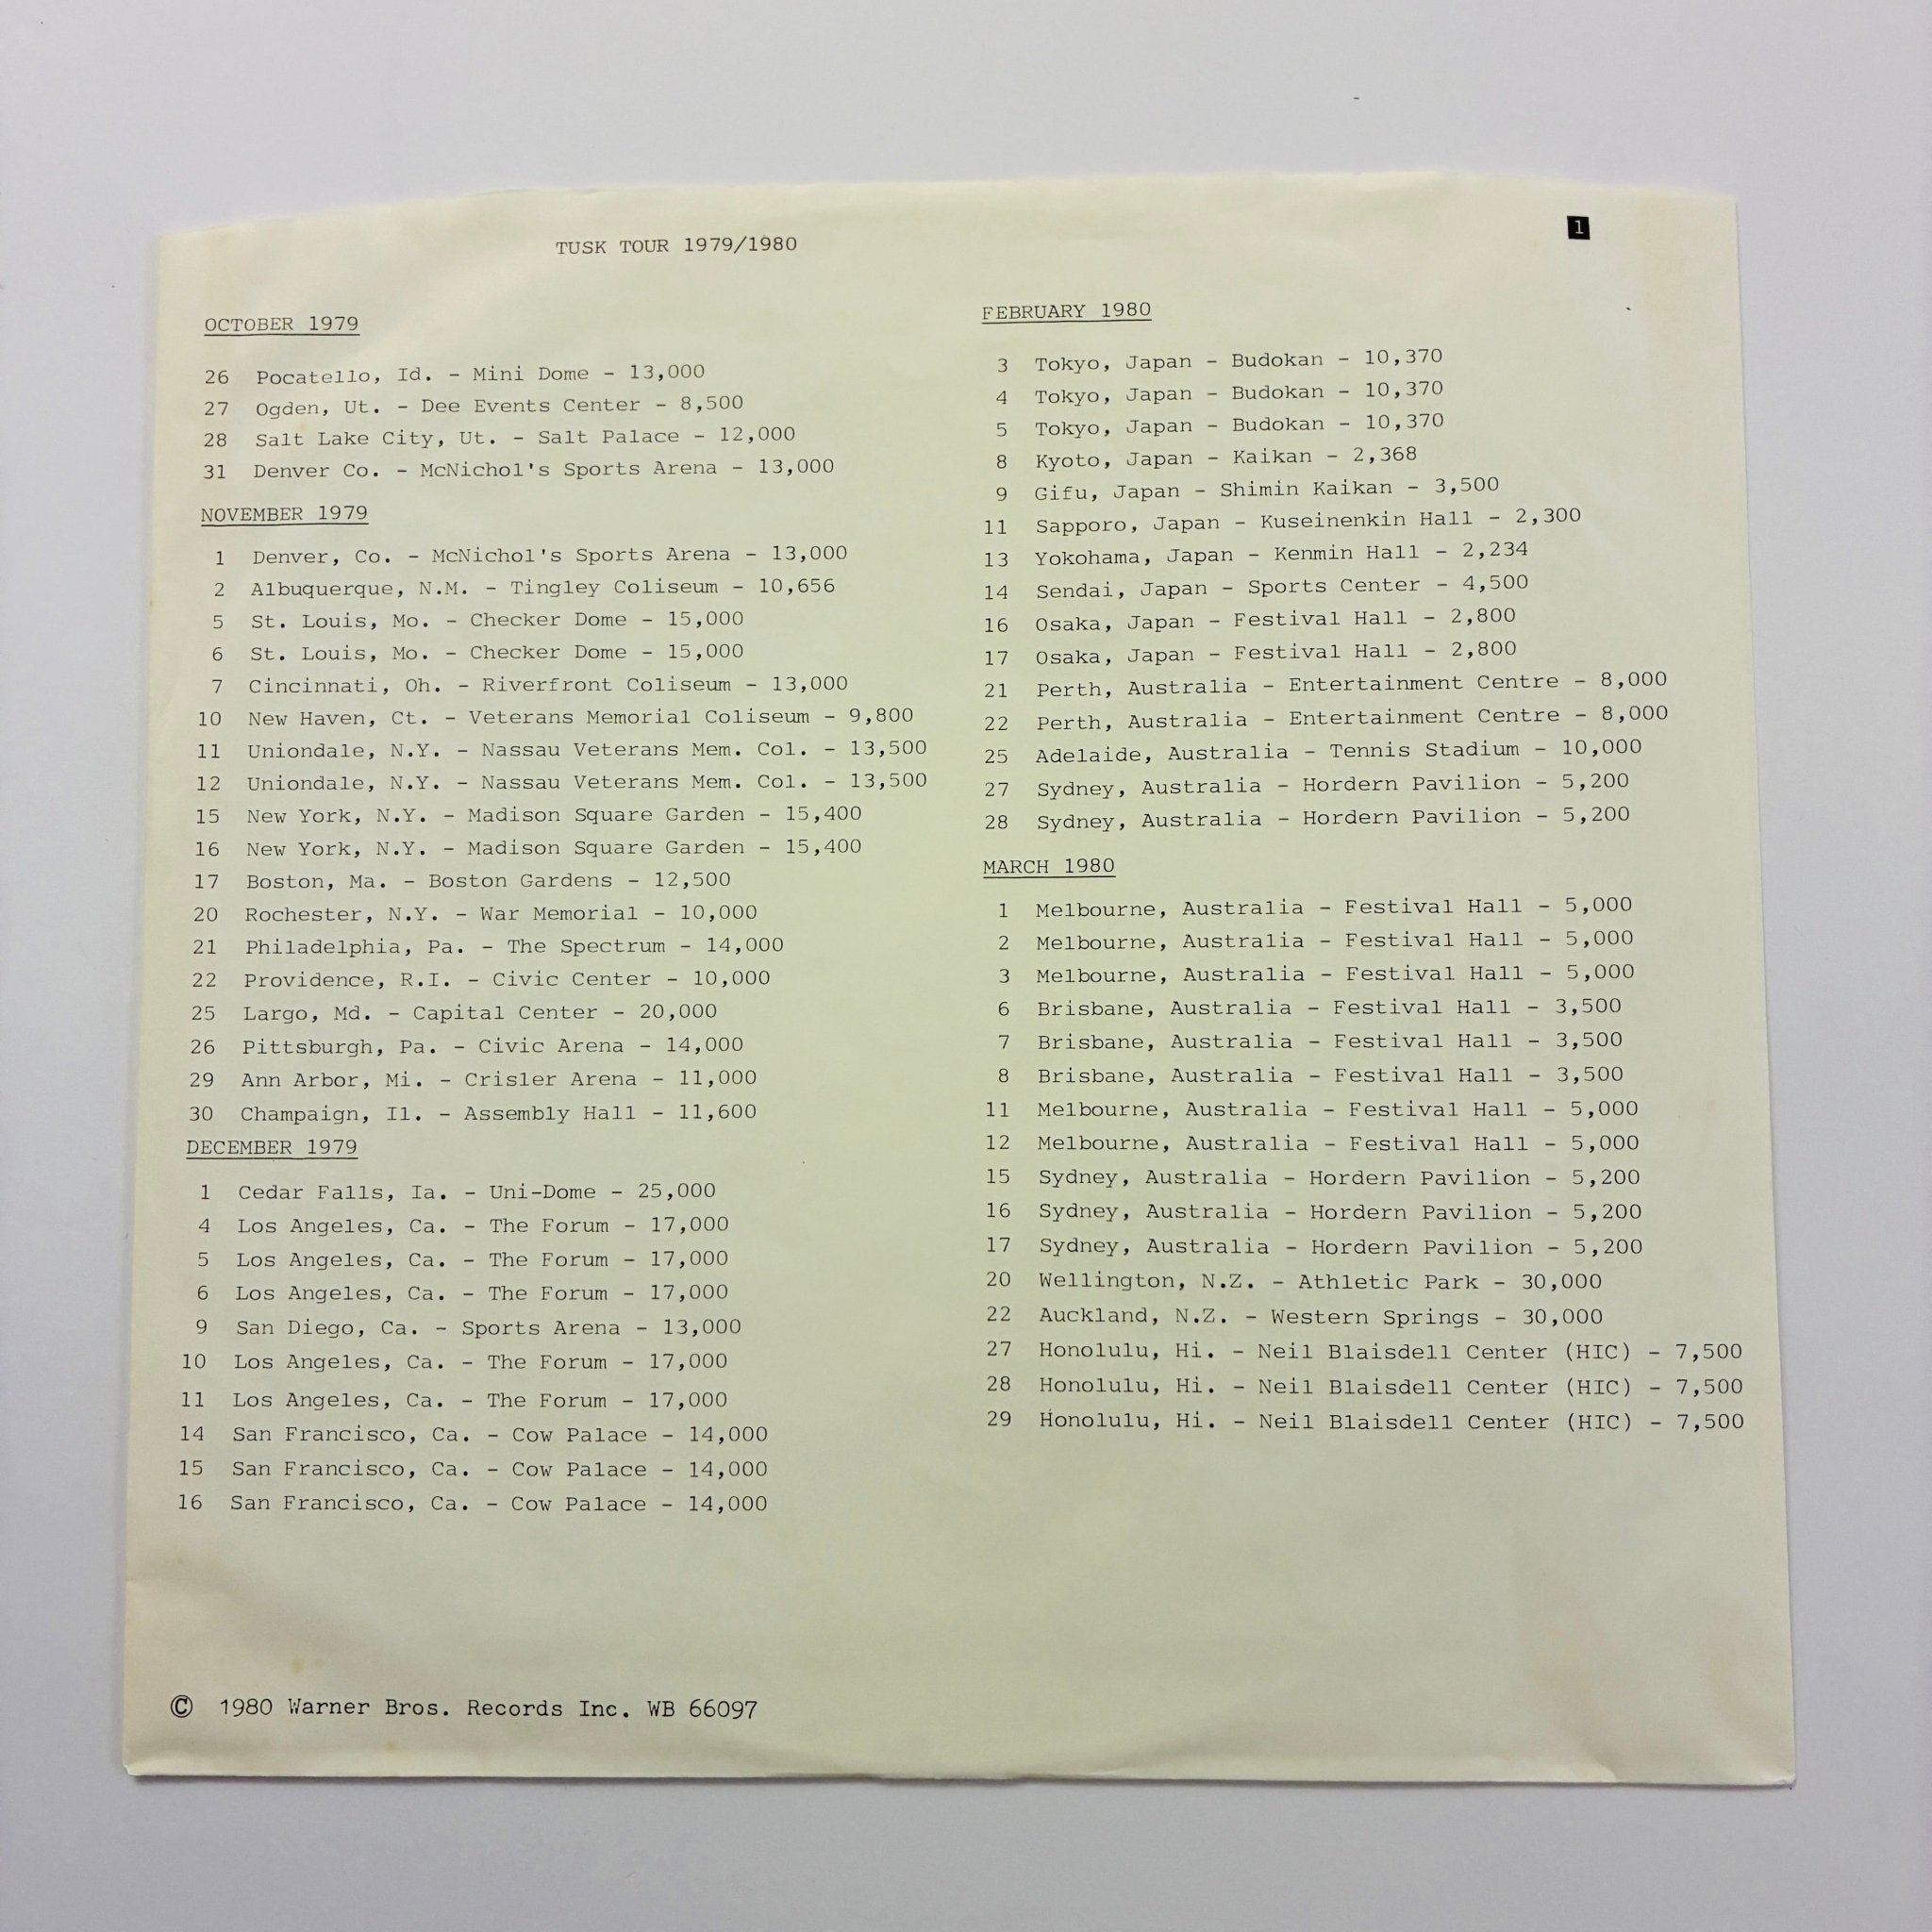 TUSK TOUR 1979/1980
1
OCTOBER 1979
26 Pocatello, Id. - Mini Dome - 13,000
27 Ogden, Ut. - Dee Events Center - 8,500
28 Salt Lake City, Ut. - Salt Palace - 12,000
31 Denver Co. - McNichol's Sports Arena - 13,000
NOVEMBER 1979
1 Denver, Co. - McNichol's Sports Arena - 13,000
2 Albuquerque, N.M. - Tingley Coliseum - 10,656
5 St. Louis, Mo. - Checker Dome - 15,000
6 St. Louis, Mo. - Checker Dome - 15,000
7 Cincinnati, Oh. - Riverfront Coliseum - 13,000
10 New Haven, Ct. - Veterans Memorial Coliseum - 9,800
11 Uniondale, N.Y. - Nassau Veterans Mem. Col. - 13,500
12 Uniondale, N.Y. - Nassau Veterans Mem. Col. - 13,500
15 New York, N.Y. - Madison Square Garden - 15,400
16 New York, N.Y. - Madison Square Garden - 15,400
17 Boston, Ma. - Boston Gardens - 12,500
20 Rochester, N.Y. - War Memorial - 10,000
21 Philadelphia, Pa. - The Spectrum - 14,000
22 Providence, R.I. - Civic Center - 10,000
25 Largo, Md. - Capital Center - 20,000
26 Pittsburgh, Pa. - Civic Arena - 14,000
29 Ann Arbor, Mi. - Crisler Arena - 11,000
30 Champaign, Il. - Assembly Hall - 11,600
DECEMBER 1979
1 Cedar Falls, Ia. - Uni-Dome - 25,000
4 Los Angeles, Ca. - The Forum - 17,000
5 Los Angeles, Ca. - The Forum - 17,000
6 Los Angeles, Ca. - The Forum - 17,000
9 San Diego, Ca. - Sports Arena - 13,000
10 Los Angeles, Ca. - The Forum - 17,000
11 Los Angeles, Ca. - The Forum - 17,000
14 San Francisco, Ca. - Cow Palace - 14,000
15 San Francisco, Ca. - Cow Palace - 14,000
16 San Francisco, Ca. - Cow Palace - 14,000
FEBRUARY 1980
3 Tokyo, Japan - Budokan - 10,370
4 Tokyo, Japan - Budokan - 10,370
5 Tokyo, Japan - Budokan - 10,370
8 Kyoto, Japan - Kaikan - 2,368
9 Gifu, Japan - Shimin Kaikan - 3,500
11 Sapporo, Japan - Kuseinenkin Hall - 2,300
13 Yokohama, Japan - Kenmin Hall - 2,234
14 Sendai, Japan - Sports Center - 4,500
16 Osaka, Japan - Festival Hall - 2,800
17 Osaka, Japan - Festival Hall - 2,800
21 Perth, Australia - Entertainment Centre - 8,000
22 Perth, Australia - Entertainment Centre - 8,000
25 Adelaide, Australia - Tennis Stadium - 10,000
27 Sydney, Australia - Hordern Pavilion - 5,200
28 Sydney, Australia - Hordern Pavilion - 5,200
MARCH 1980
1 Melbourne, Australia - Festival Hall - 5,000
2 Melbourne, Australia - Festival Hall - 5,000
3 Melbourne, Australia - Festival Hall - 5,000
6 Brisbane, Australia - Festival Hall - 3,500
7 Brisbane, Australia - Festival Hall - 3,500
8 Brisbane, Australia - Festival Hall - 3,500
11 Melbourne, Australia - Festival Hall - 5,000
12 Melbourne, Australia - Festival Hall - 5,000
15 Sydney, Australia - Hordern Pavilion - 5,200
16 Sydney, Australia - Hordern Pavilion - 5,200
17 Sydney, Australia - Hordern Pavilion - 5,200
20 Wellington, N.Z. - Athletic Park - 30,000
22 Auckland, N.Z. - Western Springs - 30,000
27 Honolulu, Hi. - Neil Blaisdell Center (HIC) - 7,500
28 Honolulu, Hi. - Neil Blaisdell Center (HIC) - 7,500
29 Honolulu, Hi. - Neil Blaisdell Center (HIC) - 7,500
© 1980 Warner Bros. Records Inc. WB 66097